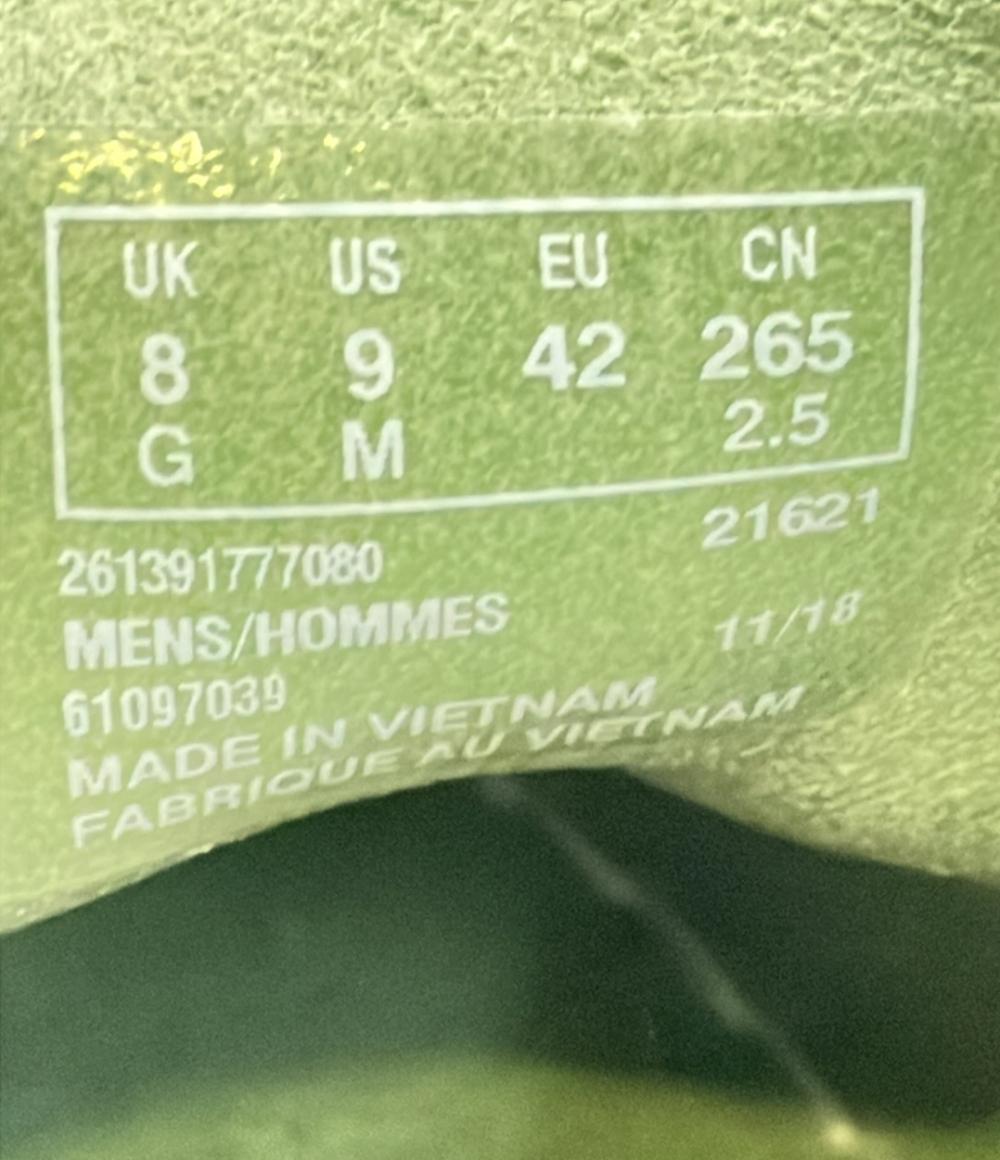 UK US EU CN
8 9 42 265
G M 2.5
21621
261391777080
MENS/HOMMES 11/18
61097039
MADE IN VIETNAM
FABRIQUE AU VIETNAM